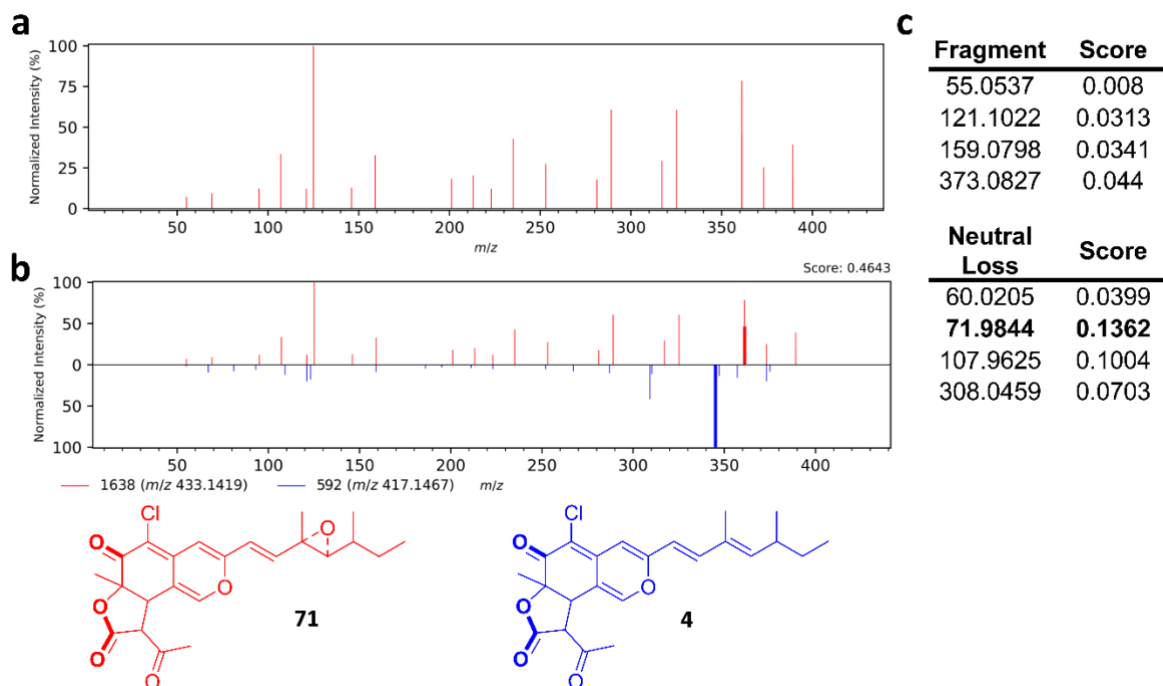 a
100
75
50
25
0
Normalized Intensity (%)
50 100 150 200 250 300 350 400
m/z
b
Score: 0.4643
100
50
0
50
100
Normalized Intensity (%)
50 100 150 200 250 300 350 400
1638 (m/z 433.1419) 592 (m/z 417.1467) m/z
Cl
O
O
O
O
O
O
71
Cl
O
O
O
O
O
4
c
Fragment Score
55.0537 0.008
121.1022 0.0313
159.0798 0.0341
373.0827 0.044
Neutral
Loss Score
60.0205 0.0399
71.9844 0.1362
107.9625 0.1004
308.0459 0.0703